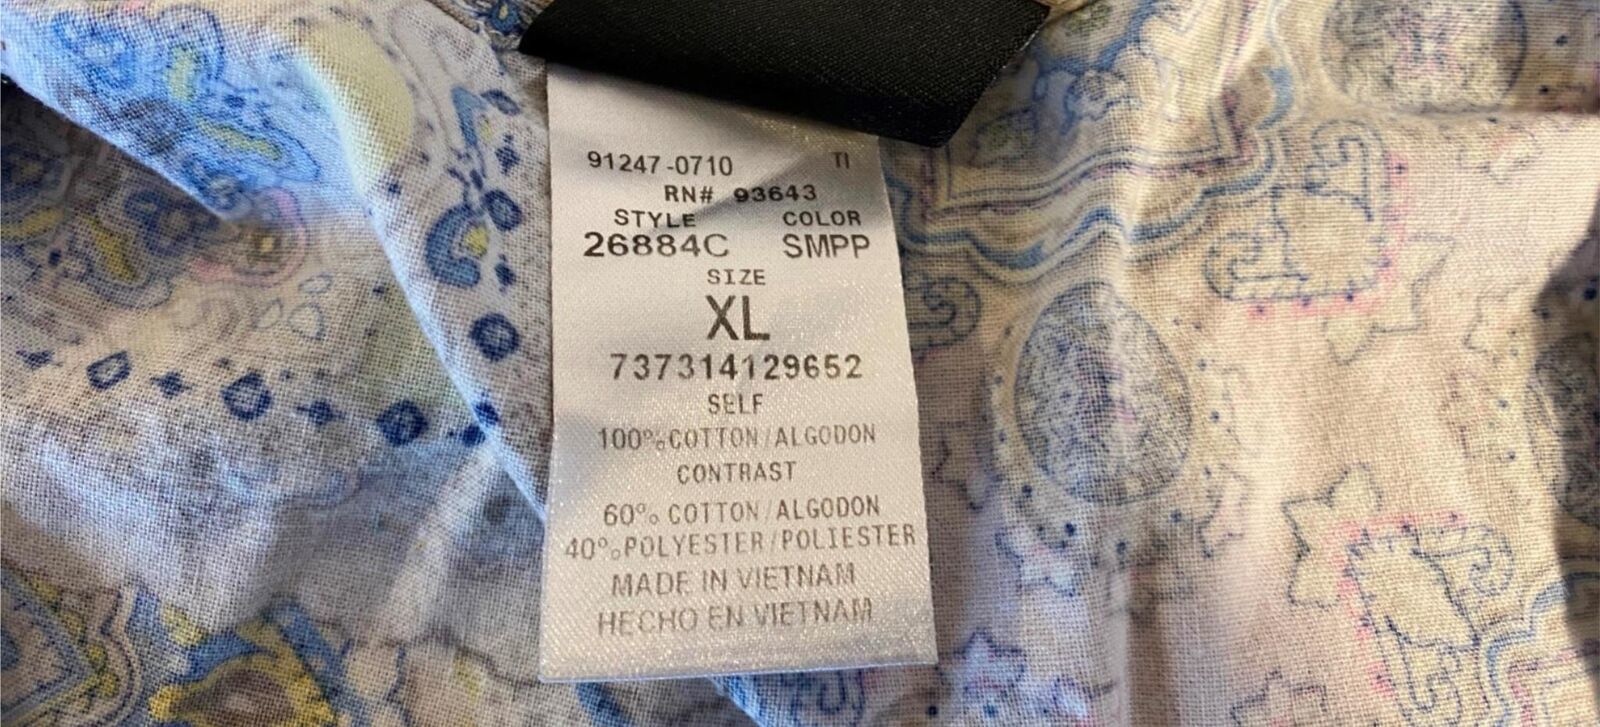 91247-0710 TI
RN# 93643
STYLE COLOR
26884C SMPP
SIZE
XL
737314129652
SELF
100% COTTON/ALGODON
CONTRAST
60% COTTON/ALGODON
40% POLYESTER/POLIESTER
MADE IN VIETNAM
HECHO EN VIETNAM